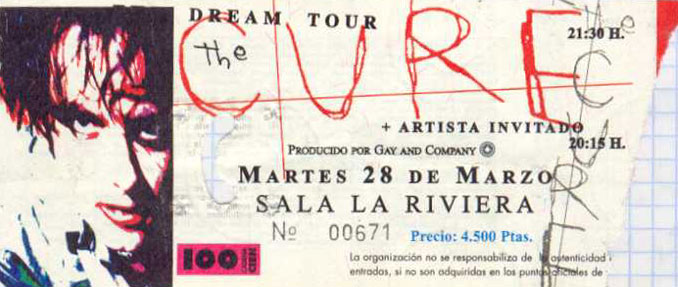 DREAM TOUR
The CURE
21:30 H.
+ ARTISTA INVITADO
20:15 H.
PRODUCIDO POR GAY AND COMPANY
MARTES 28 DE MARZO
SALA LA RIVIERA
Nº 00671 Precio: 4.500 Ptas.
100
La organización no se responsabiliza de la autenticidad
entradas, si no son adquiridas en los puntos oficiales de